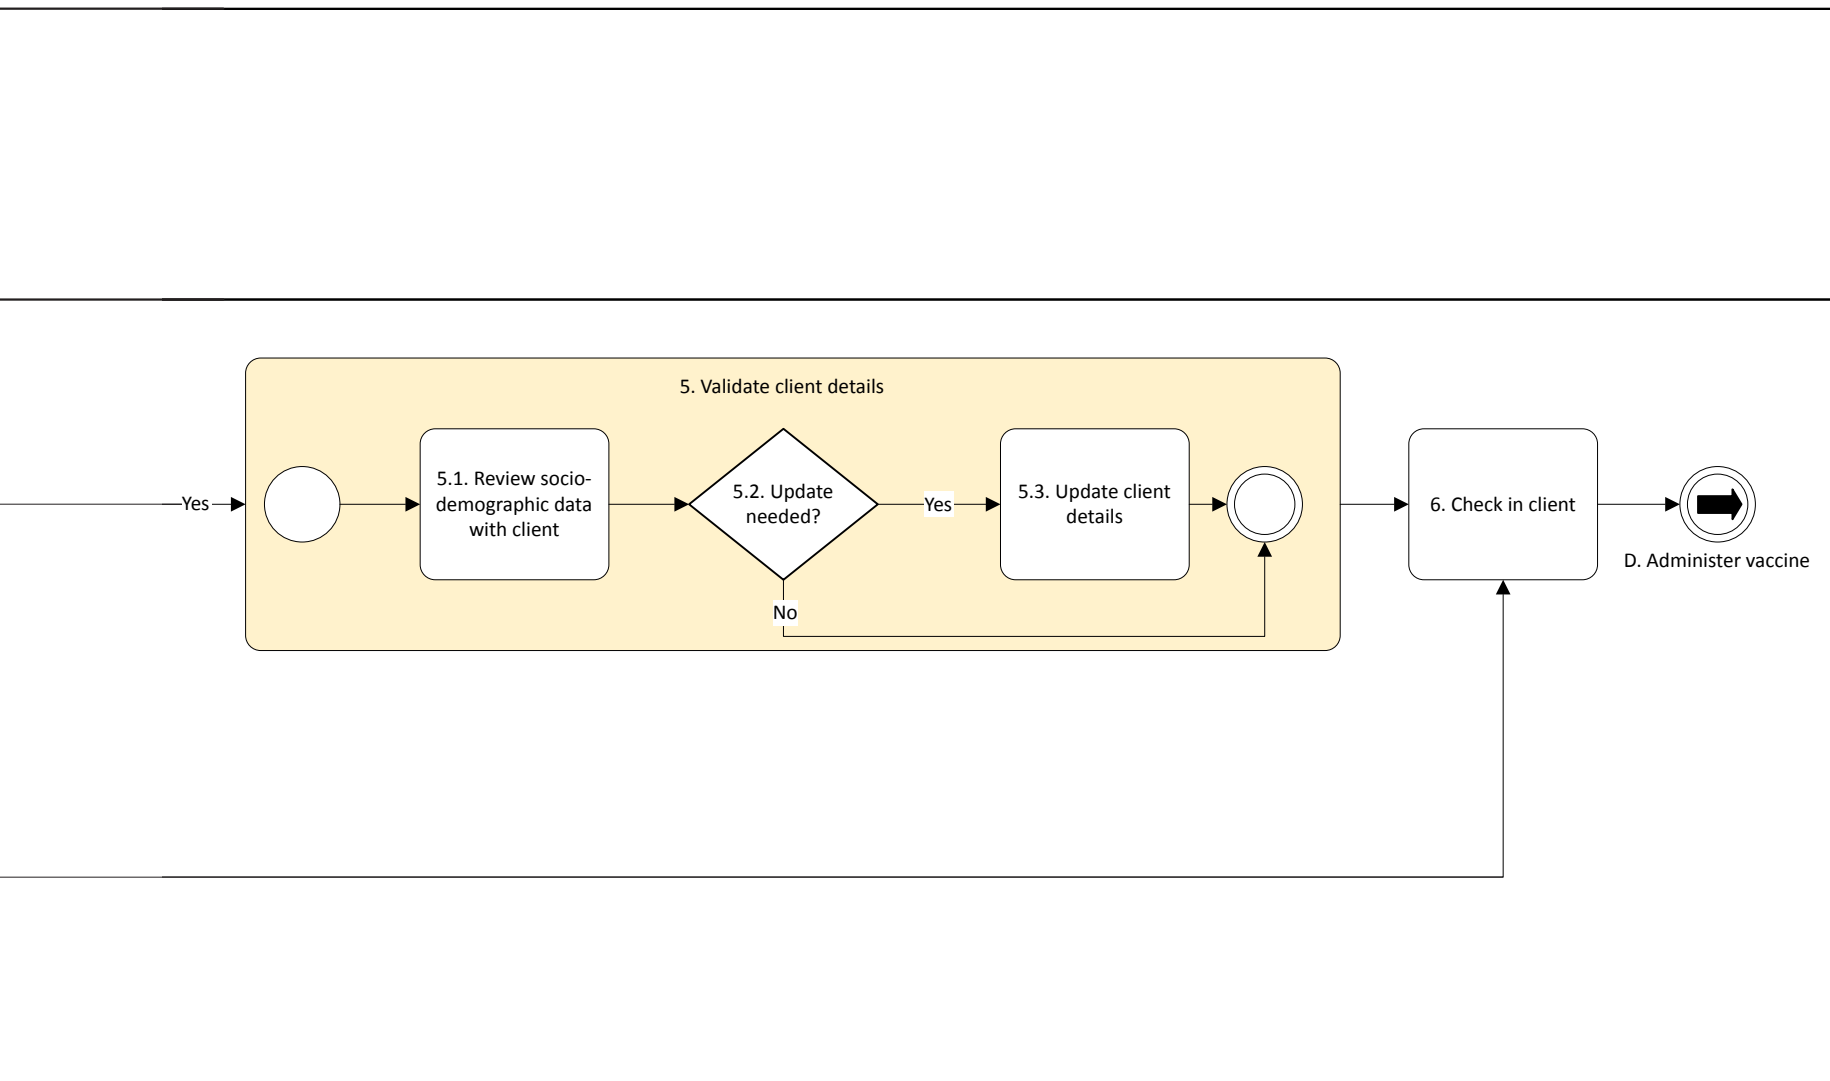 5. Validate client details
Yes
5.1. Review socio-
demographic data
with client
5.2. Update
needed?
Yes
5.3. Update client
details
No
6. Check in client
D. Administer vaccine